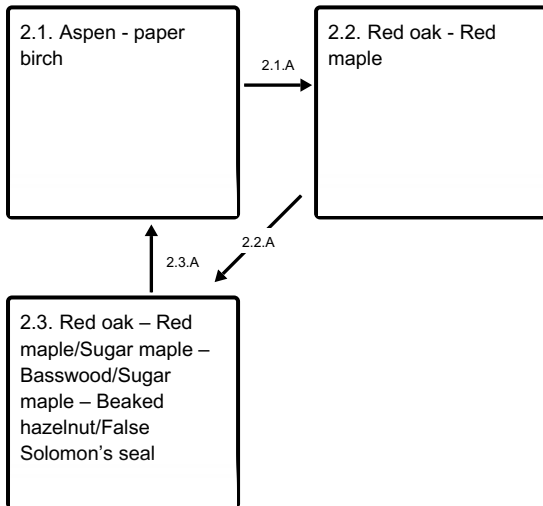 2.1. Aspen - paper
birch
2.1.A
2.2. Red oak - Red
maple
2.2.A
2.3.A
2.3. Red oak – Red
maple/Sugar maple –
Basswood/Sugar
maple – Beaked
hazelnut/False
Solomon’s seal